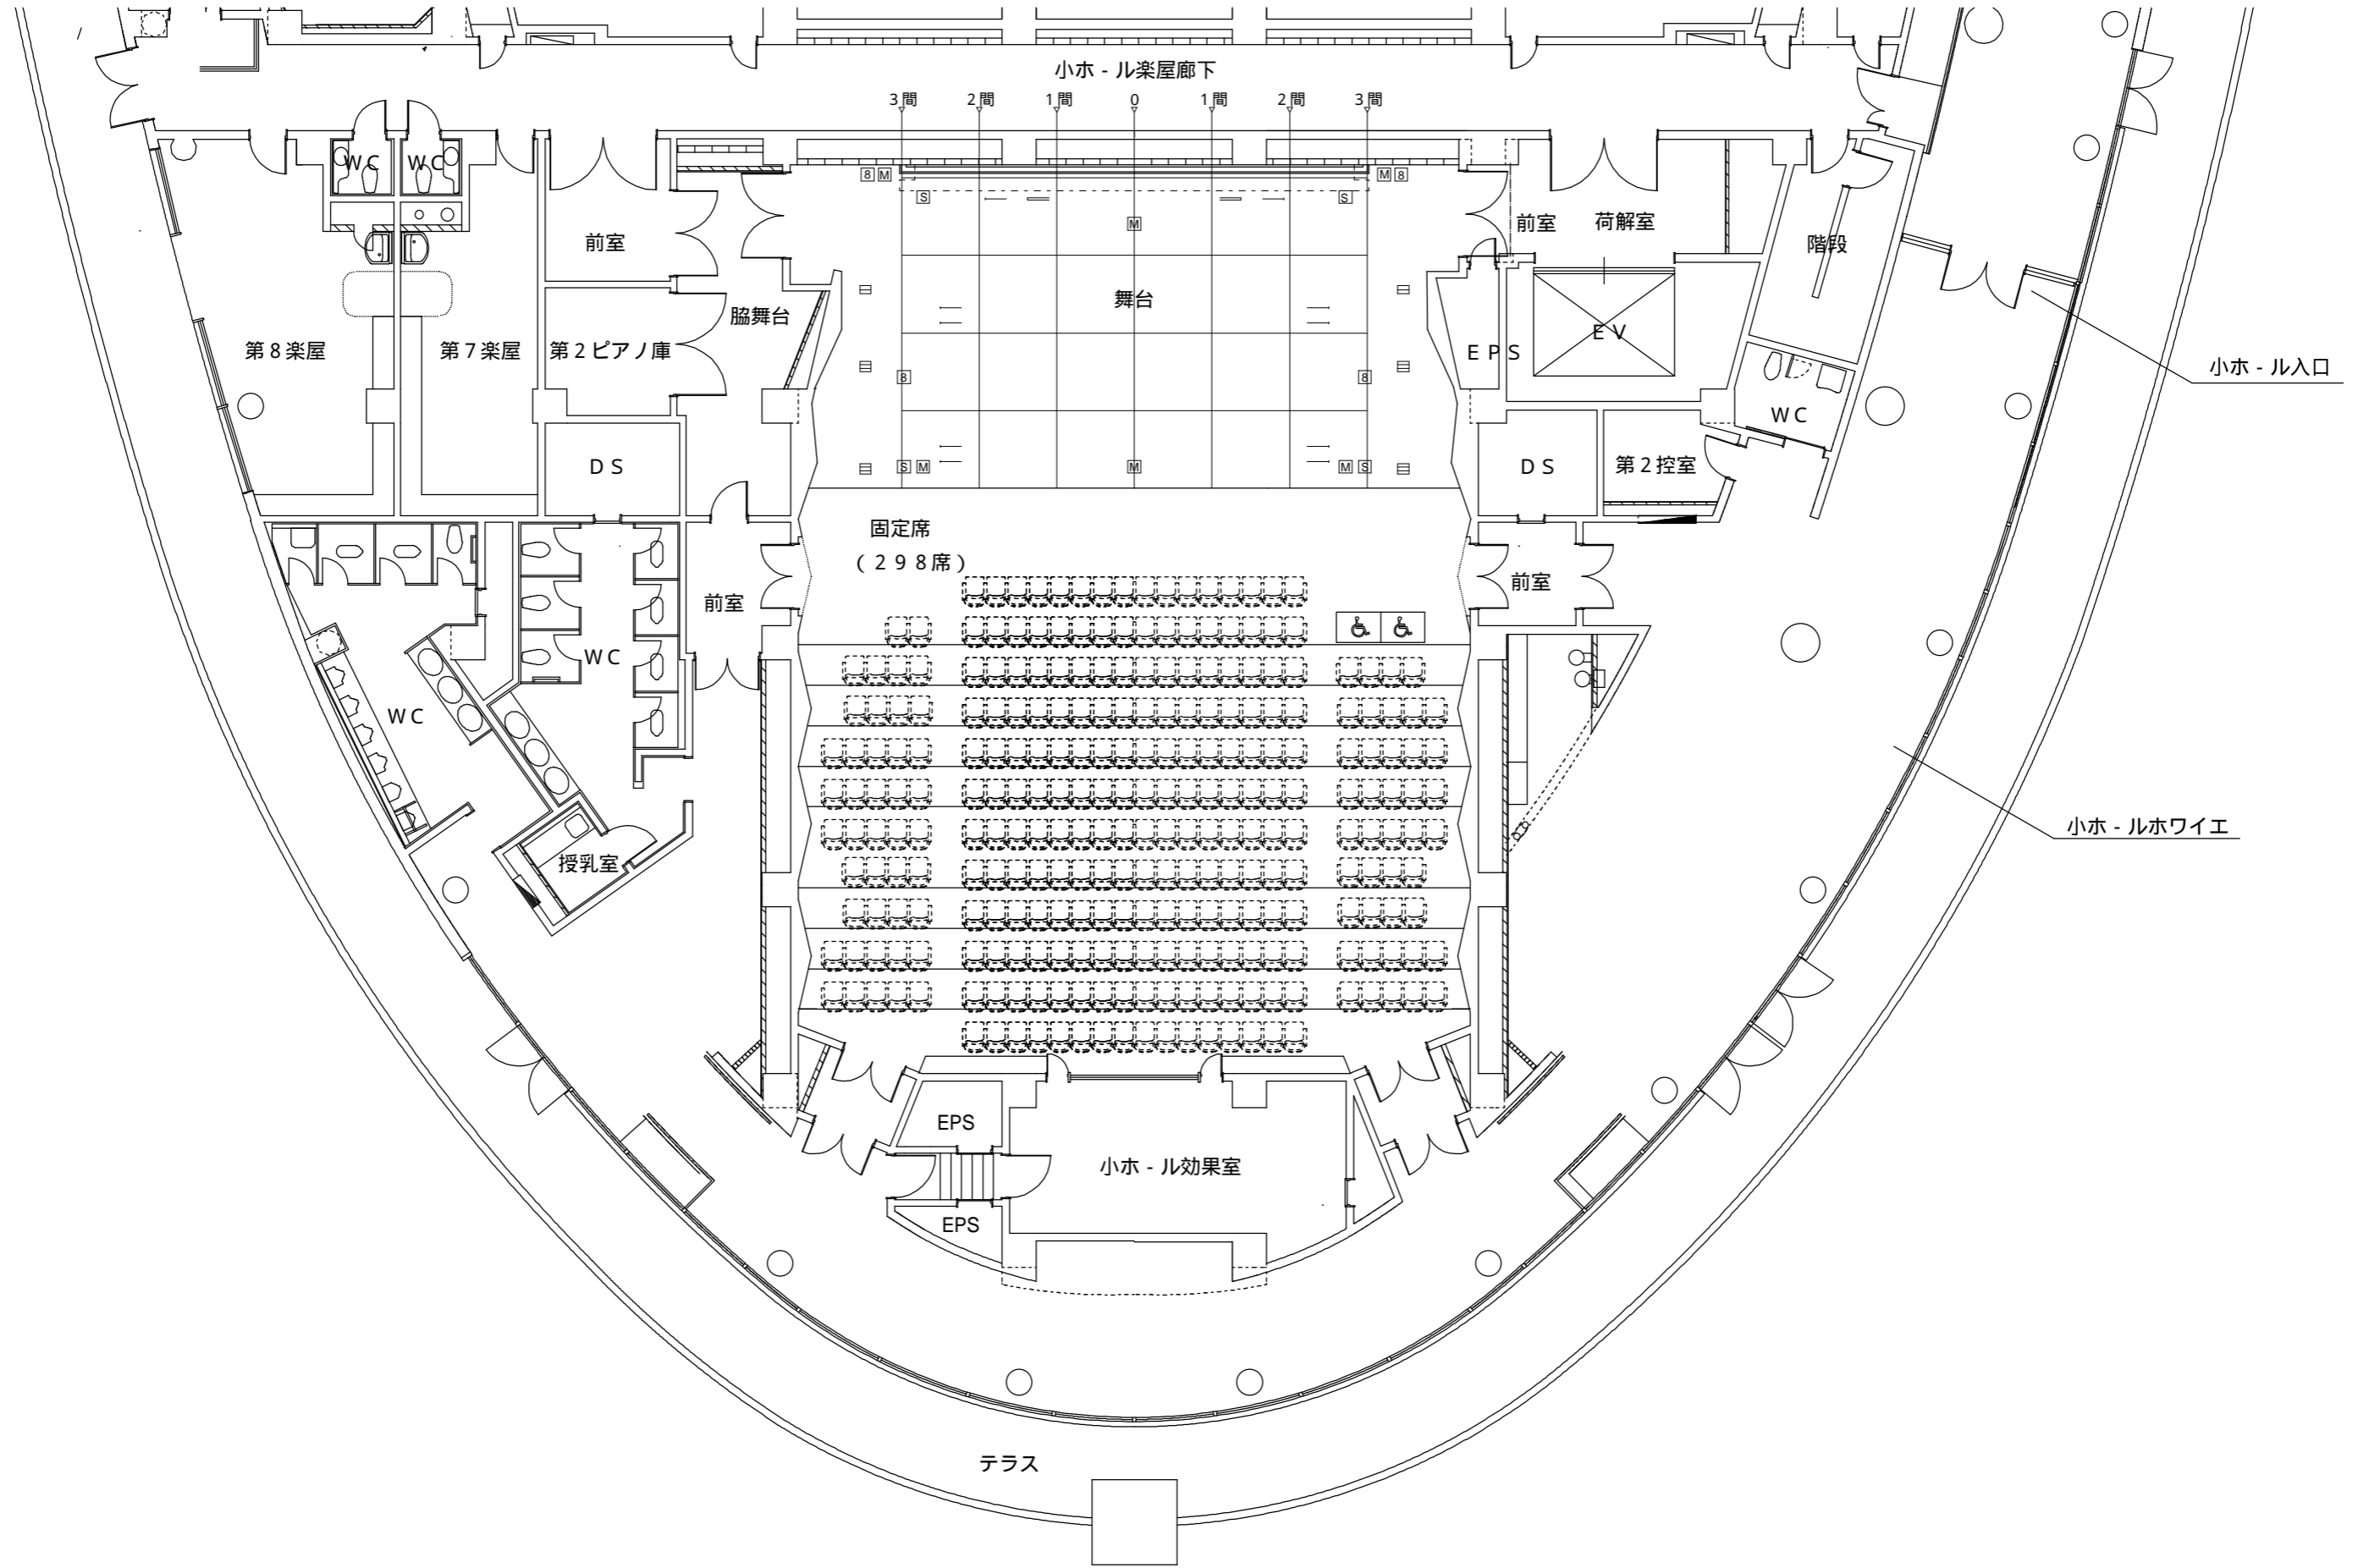 小ホ - ル楽屋廊下
3間
2間
1間
0
1間
2間
3間
WC
WC
8
M
M
8
S
S
M
前室
前室
荷解室
階段
舞台
脇舞台
第８楽屋
第７楽屋
第２ピアノ庫
ＥＰＳ
ＥＶ
小ホ - ル入口
8
8
WC
DS
S
M
M
M
S
DS
第２控室
固定席
(２９８席)
前室
前室
WC
WC
小ホ - ルホワイエ
授乳室
EPS
小ホ - ル効果室
EPS
テラス